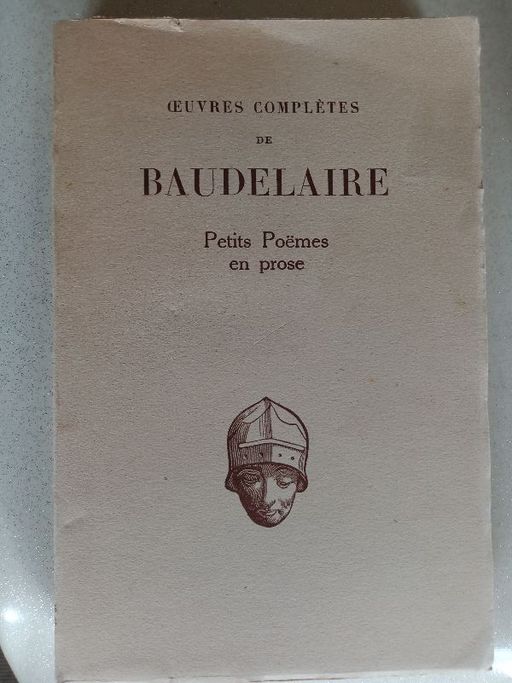 ŒUVRES COMPLÈTES
DE
BAUDELAIRE
Petits Poëmes
en prose